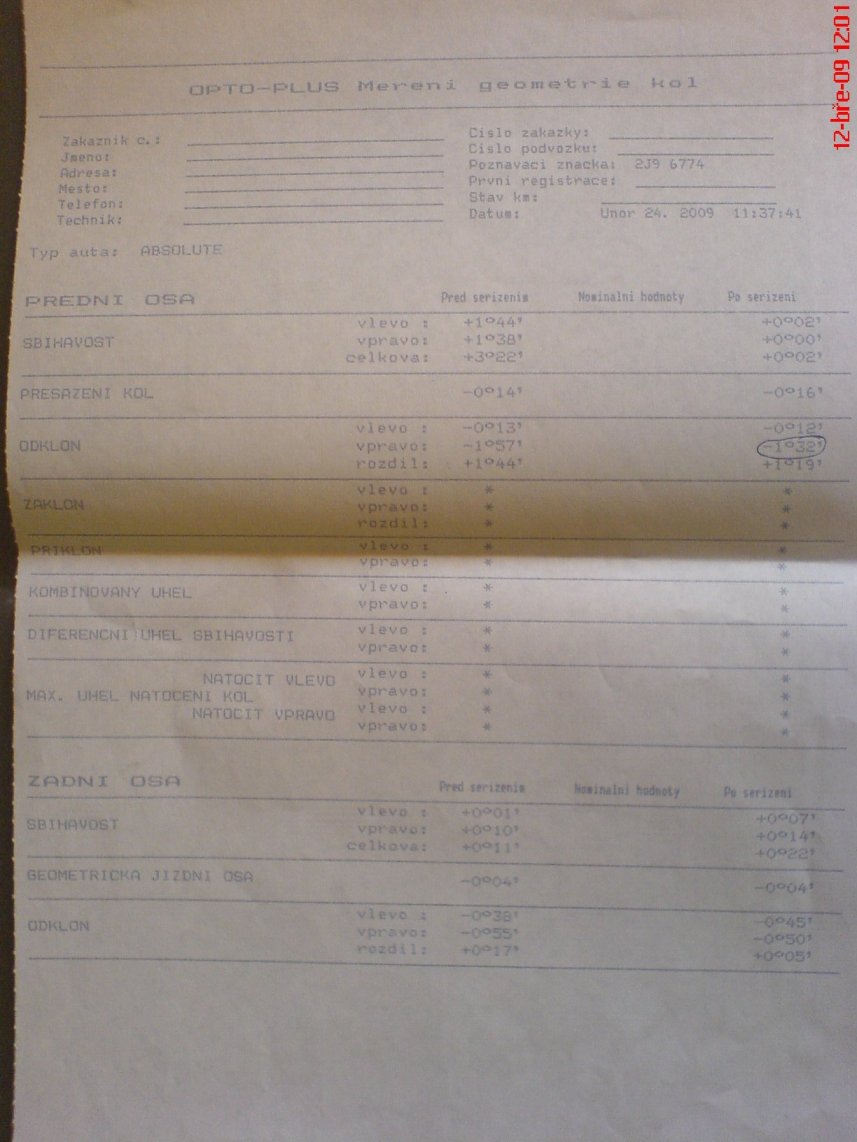 12-bře-09 12:01
OPTO-PLUS Mereni geometrie kol
Zakaznik c.:
Jmeno:
Adresa:
Mesto:
Telefon:
Technik:
Cislo zakazky:
Cislo podvozku:
Poznavaci znacka: 2J9 6774
Prvni registrace:
Stav km:
Datum: Unor 24. 2009 11:37:41
Typ auta: ABSOLUTE
PREDNI OSA Pred serizenim Nominalni hodnoty Po serizeni
SBIHAVOST
vlevo : +1°44' +0°02'
vpravo: +1°38' +0°00'
celkova: +3°22' +0°02'
PRESAZENI KOL -0°14' -0°16'
ODKLON
vlevo : -0°13' -0°12'
vpravo: -1°57' -1°32'
rozdil: +1°44' +1°19'
ZAKLON
vlevo : * *
vpravo: * *
rozdil: * *
PRIKLON
vlevo : * *
vpravo: * *
KOMBINOVANY UHEL
vlevo : * *
vpravo: * *
DIFERENCNI UHEL SBIHAVOSTI
vlevo : * *
vpravo: * *
MAX. UHEL NATOCENI KOL
NATOCIT VLEVO vlevo : * *
vpravo: * *
NATOCIT VPRAVO vlevo : * *
vpravo: * *
ZADNI OSA Pred serizenim Nominalni hodnoty Po serizeni
SBIHAVOST
vlevo : +0°01' +0°07'
vpravo: +0°10' +0°14'
celkova: +0°11' +0°22'
GEOMETRICKA JIZDNI OSA -0°04' -0°04'
ODKLON
vlevo : -0°38' -0°45'
vpravo: -0°55' -0°50'
rozdil: +0°17' +0°05'